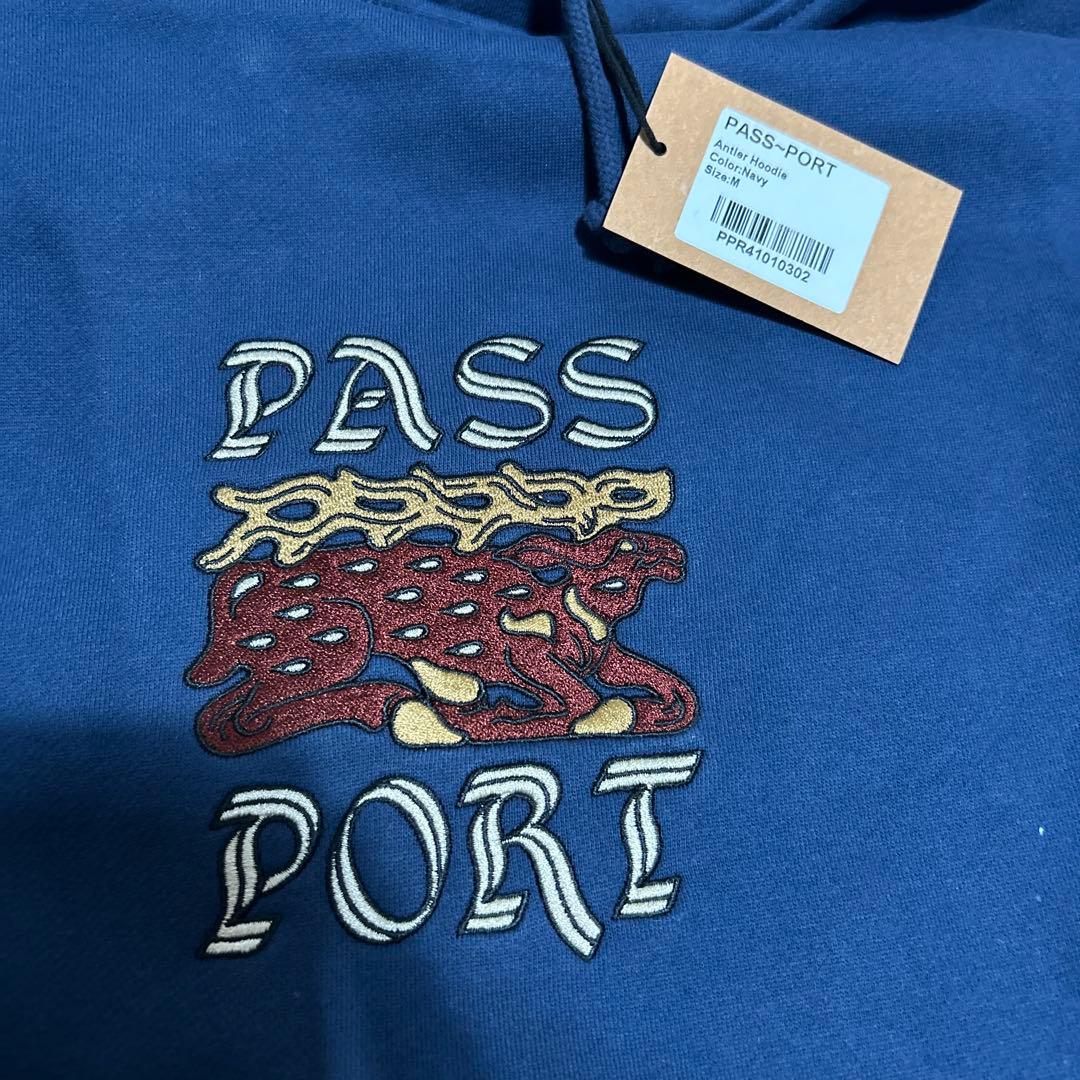 PASS~PORT
Antler Hoodie
Color:Navy
Size:M
PPR41010302
PASS
PORT